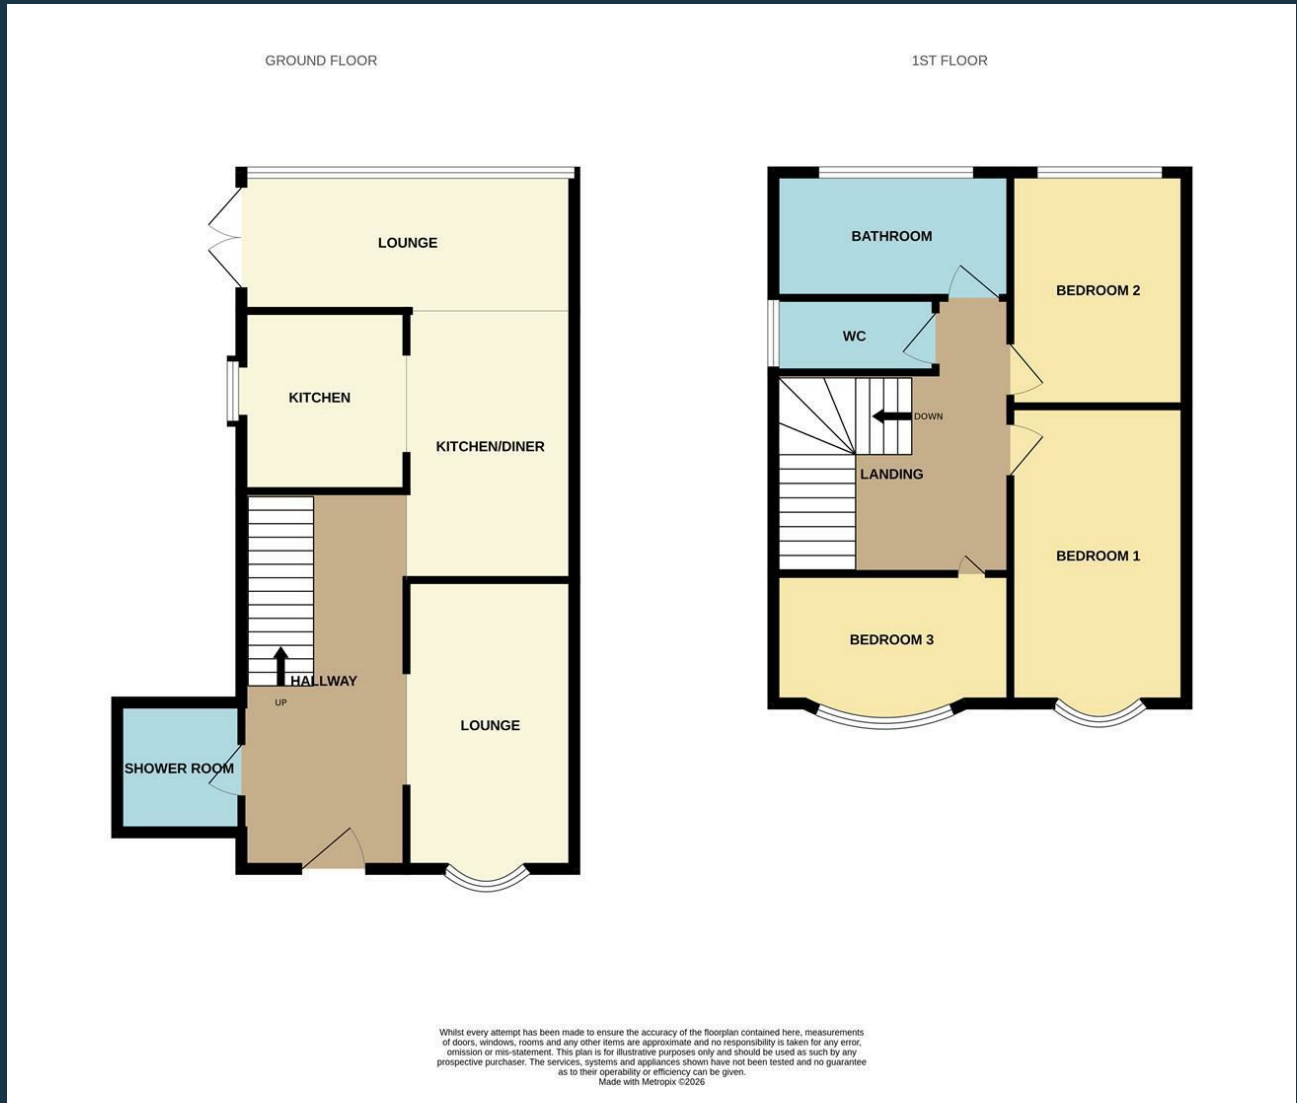 GROUND FLOOR
LOUNGE
KITCHEN
KITCHEN/DINER
HALLWAY
UP
LOUNGE
SHOWER ROOM
1ST FLOOR
BATHROOM
BEDROOM 2
WC
DOWN
LANDING
BEDROOM 1
BEDROOM 3
Whilst every attempt has been made to ensure the accuracy of the floorplan contained here, measurements
of doors, windows, rooms and any other items are approximate and no responsibility is taken for any error,
omission or mis-statement. This plan is for illustrative purposes only and should be used as such by any
prospective purchaser. The services, systems and appliances shown have not been tested and no guarantee
as to their operability or efficiency can be given.
Made with Metropix ©2026